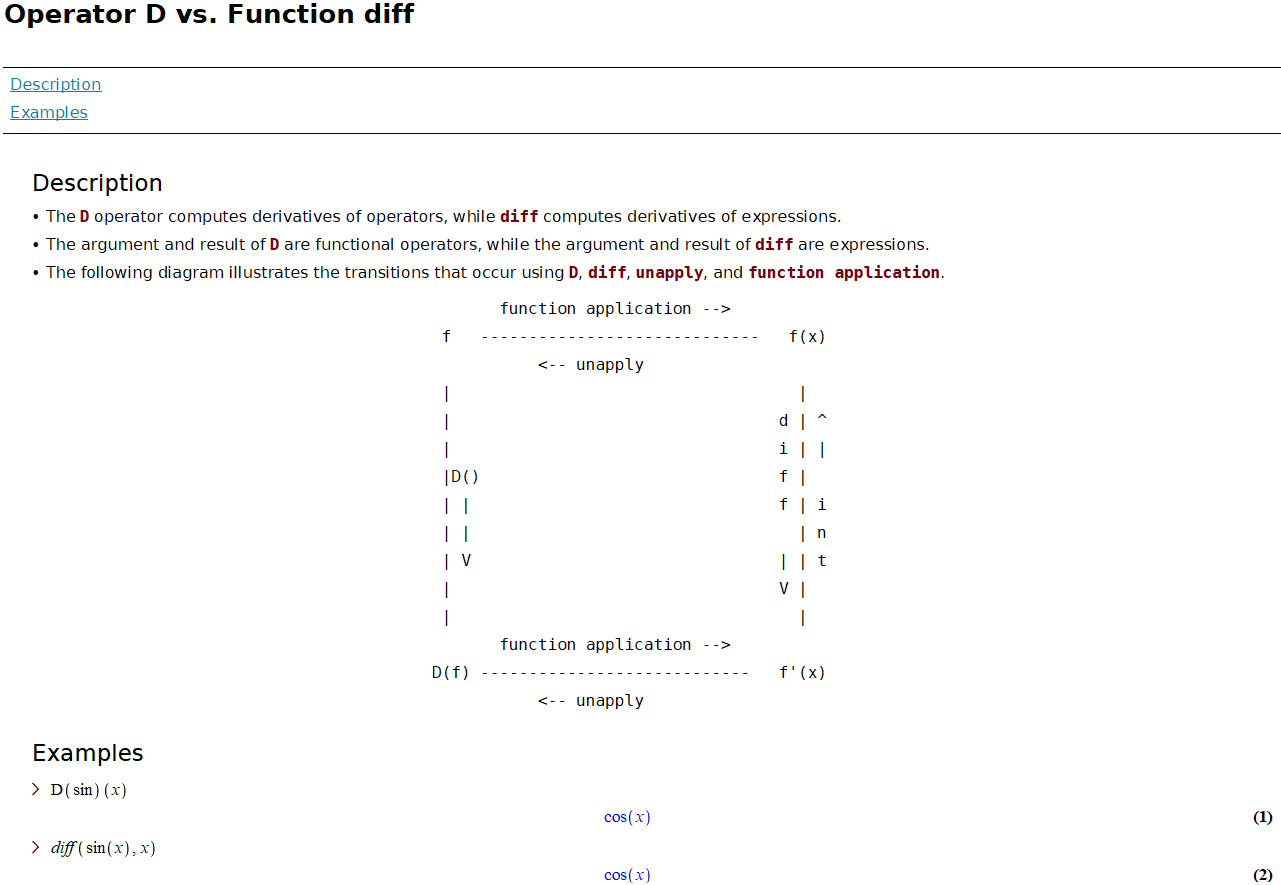 Operator D vs. Function diff
Description
Examples
Description
• The D operator computes derivatives of operators, while diff computes derivatives of expressions.
• The argument and result of D are functional operators, while the argument and result of diff are expressions.
• The following diagram illustrates the transitions that occur using D, diff, unapply, and function application.
function application -->
f ----------------------------- f(x)
<-- unapply
| |
| d | ^
| i | |
|D() f |
| | f | i
| | | n
| V | | t
| V |
| |
function application -->
D(f) ---------------------------- f'(x)
<-- unapply
Examples
> D(sin)(x)
cos(x) (1)
> diff(sin(x), x)
cos(x) (2)